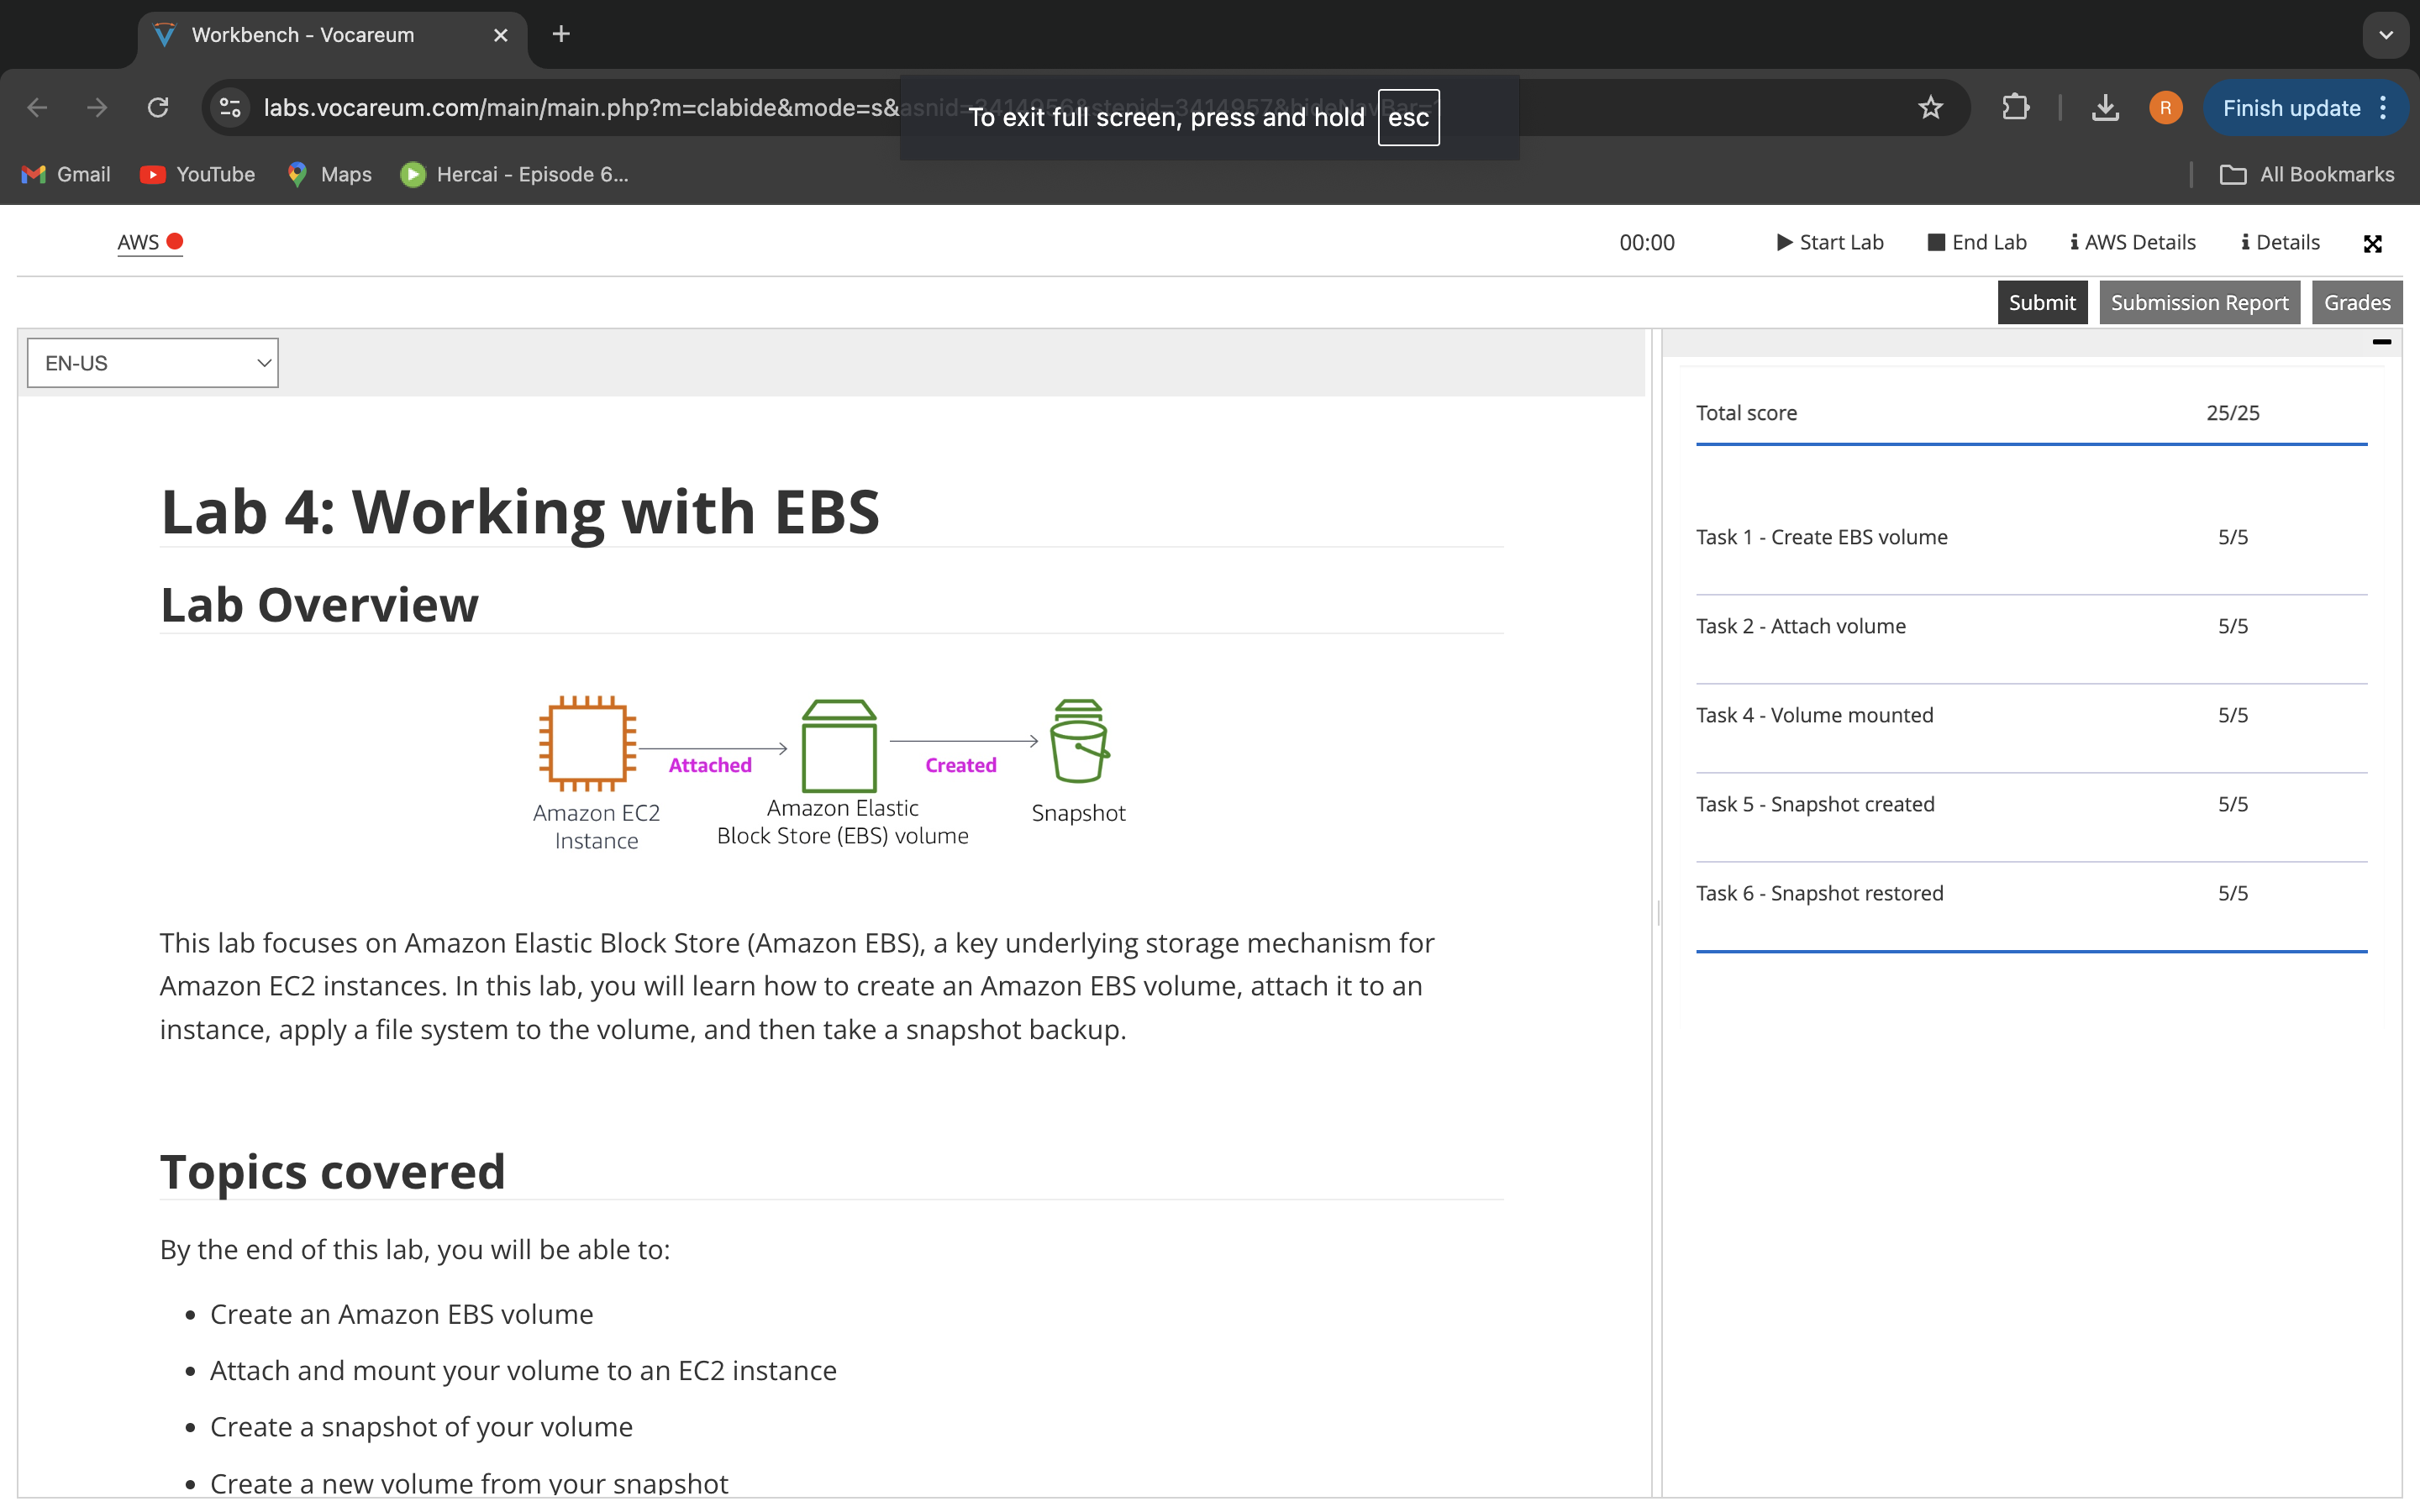 Workbench - Vocareum
labs.vocareum.com/main/main.php?m=clabide&mode=s&asnid=3414956&stepid=3414957&hideNavBar=1
To exit full screen, press and hold esc
Finish update
R
Gmail
YouTube
Maps
Hercai - Episode 6...
All Bookmarks
AWS
00:00
Start Lab
End Lab
AWS Details
Details
Submit
Submission Report
Grades
EN-US
Lab 4: Working with EBS
Lab Overview
Attached
Created
Amazon EC2
Instance
Amazon Elastic
Block Store (EBS) volume
Snapshot
This lab focuses on Amazon Elastic Block Store (Amazon EBS), a key underlying storage mechanism for
Amazon EC2 instances. In this lab, you will learn how to create an Amazon EBS volume, attach it to an
instance, apply a file system to the volume, and then take a snapshot backup.
Topics covered
By the end of this lab, you will be able to:
• Create an Amazon EBS volume
• Attach and mount your volume to an EC2 instance
• Create a snapshot of your volume
• Create a new volume from your snapshot
Total score 25/25
Task 1 - Create EBS volume 5/5
Task 2 - Attach volume 5/5
Task 4 - Volume mounted 5/5
Task 5 - Snapshot created 5/5
Task 6 - Snapshot restored 5/5